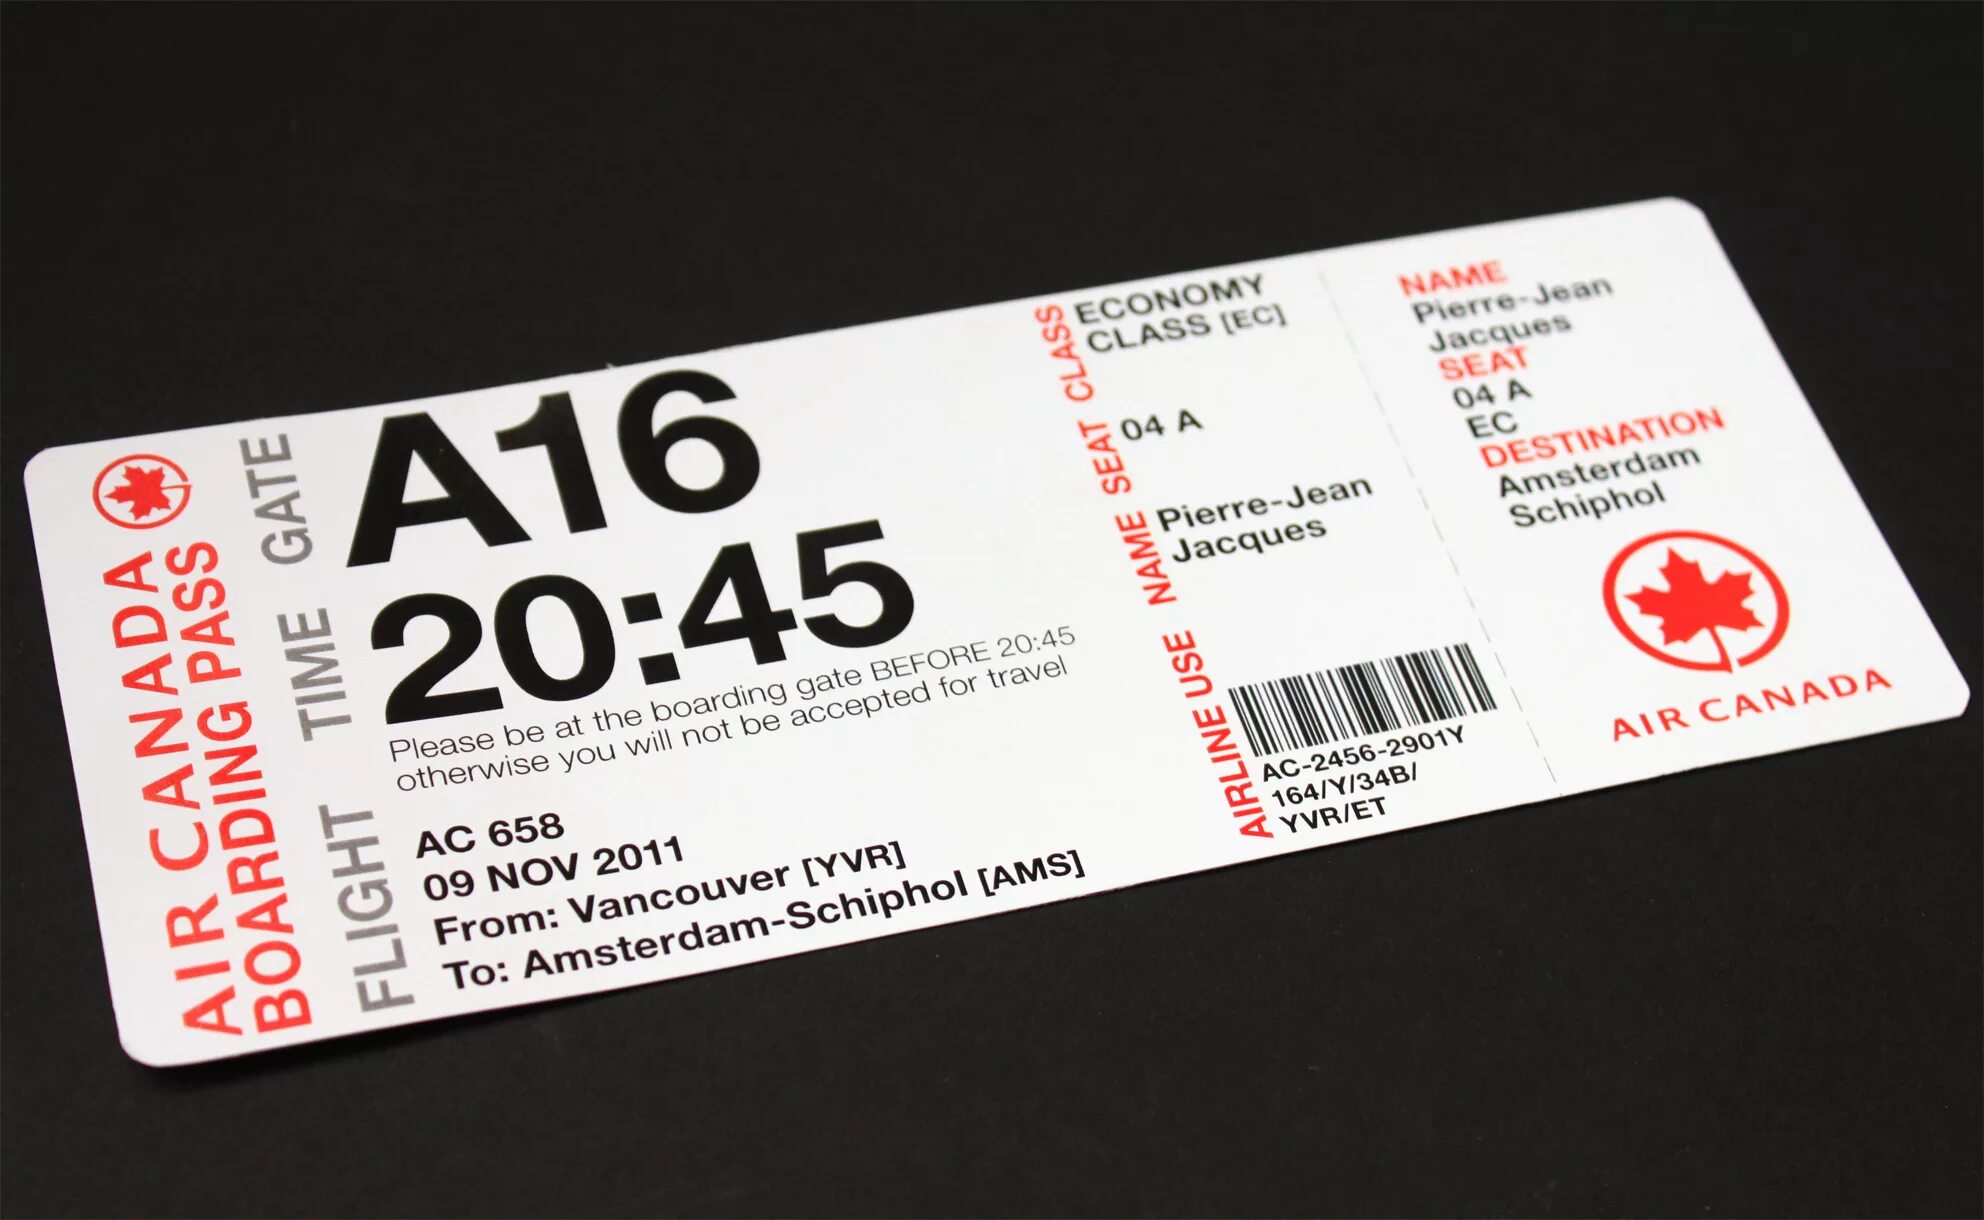 AIR CANADA
BOARDING PASS
GATE
A16
TIME
20:45
Please be at the boarding gate BEFORE 20:45
otherwise you will not be accepted for travel
FLIGHT
AC 658
09 NOV 2011
From: Vancouver [YVR]
To: Amsterdam-Schiphol [AMS]
CLASS
ECONOMY
CLASS [EC]
SEAT
04 A
NAME
Pierre-Jean
Jacques
AIRLINE USE
AC-2456-2901Y
164/Y/34B/
YVR/ET
NAME
Pierre-Jean
Jacques
SEAT
04 A
EC
DESTINATION
Amsterdam
Schiphol
AIR CANADA